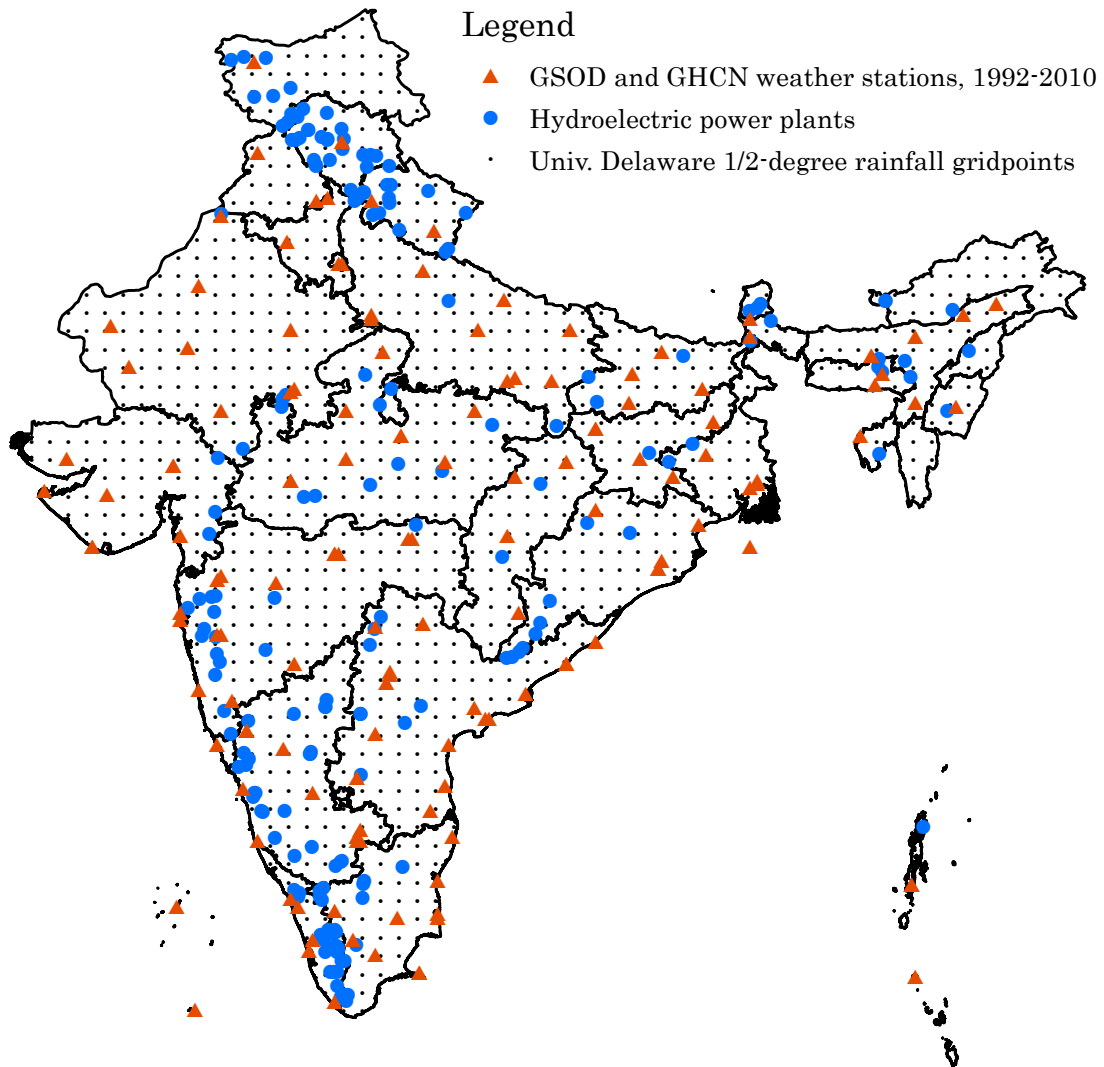 Legend
GSOD and GHCN weather stations, 1992-2010
Hydroelectric power plants
Univ. Delaware 1/2-degree rainfall gridpoints